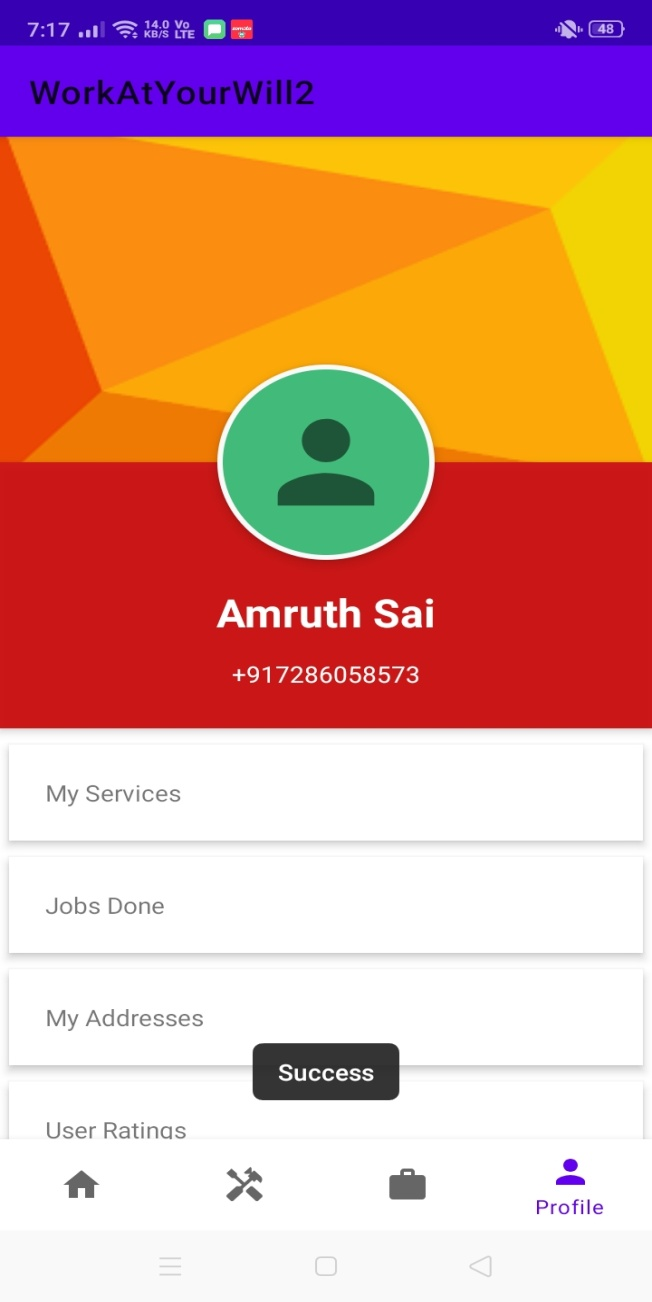 7:17 14.0 KB/S Vo LTE 48
WorkAtYourWill2
Amruth Sai
+917286058573
My Services
Jobs Done
My Addresses
Success
User Ratings
Profile